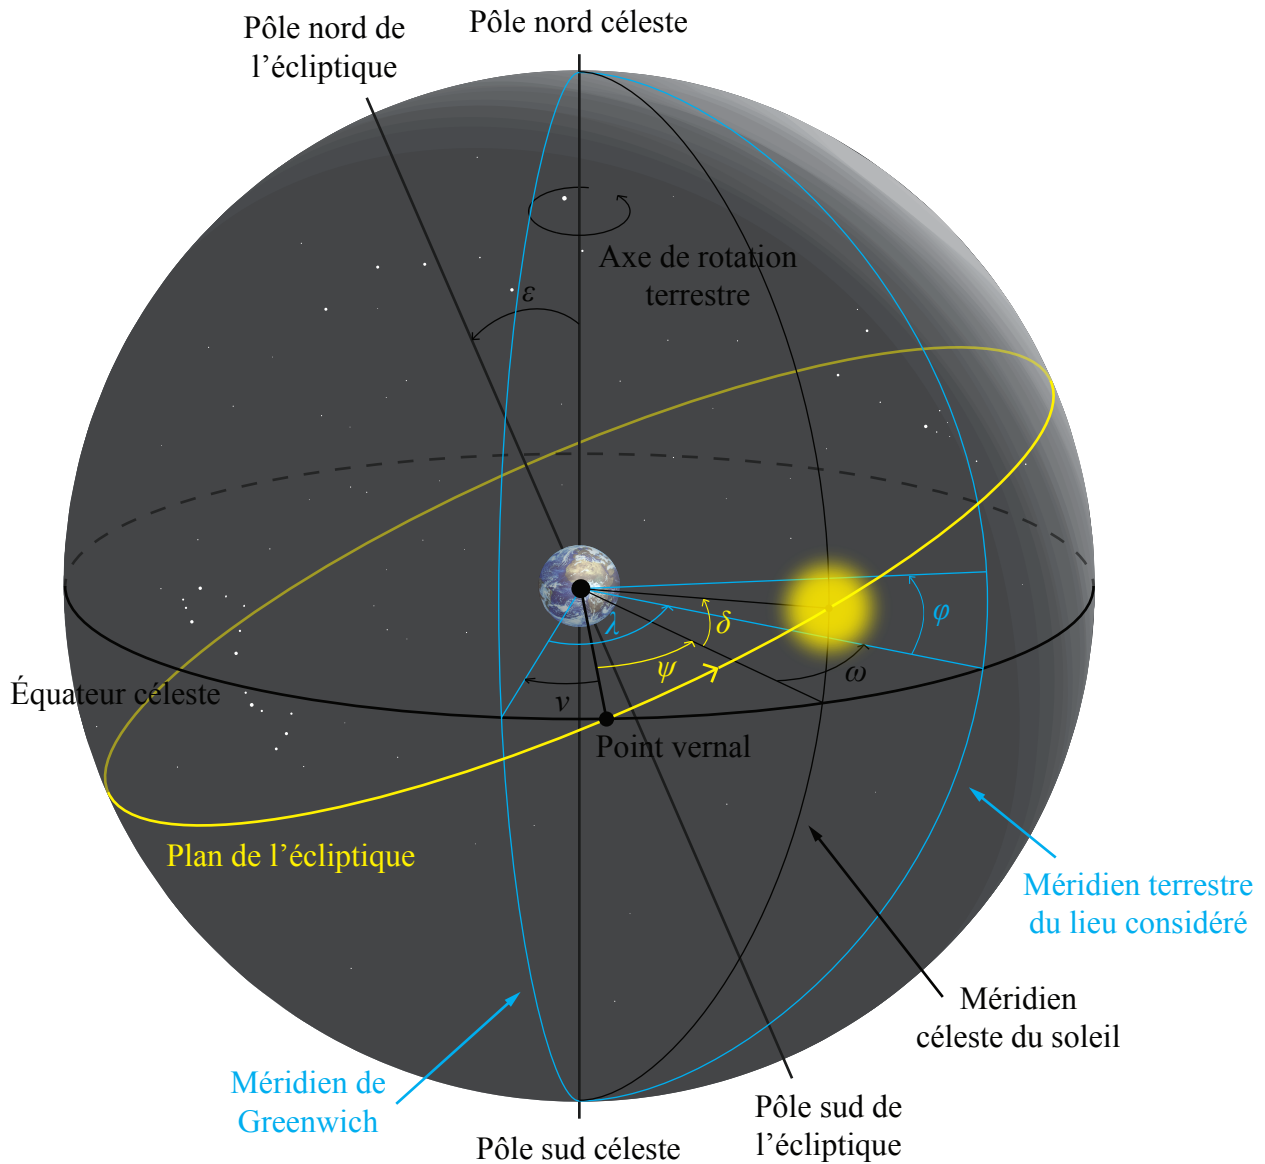 Pôle nord de
l’écliptique
Pôle nord céleste
Axe de rotation
terrestre
ε
λ
δ
φ
ψ
ω
ν
Équateur céleste
Point vernal
Plan de l’écliptique
Méridien terrestre
du lieu considéré
Méridien
céleste du soleil
Méridien de
Greenwich
Pôle sud céleste
Pôle sud de
l’écliptique